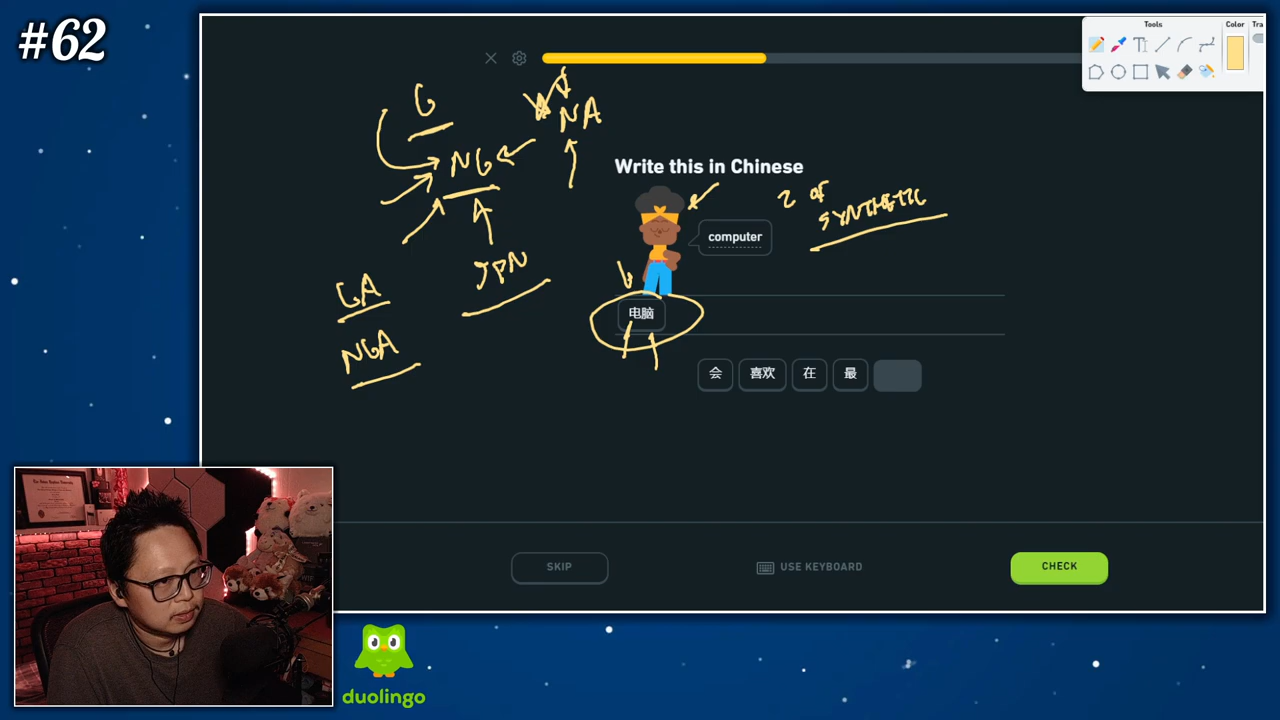 #62
Tools
Color
Tra
G
NA
NG
Write this in Chinese
2 of
SYNTHETIC
computer
JPN
GA
电脑
NGA
会 喜欢 在 最
SKIP
USE KEYBOARD
CHECK
duolingo